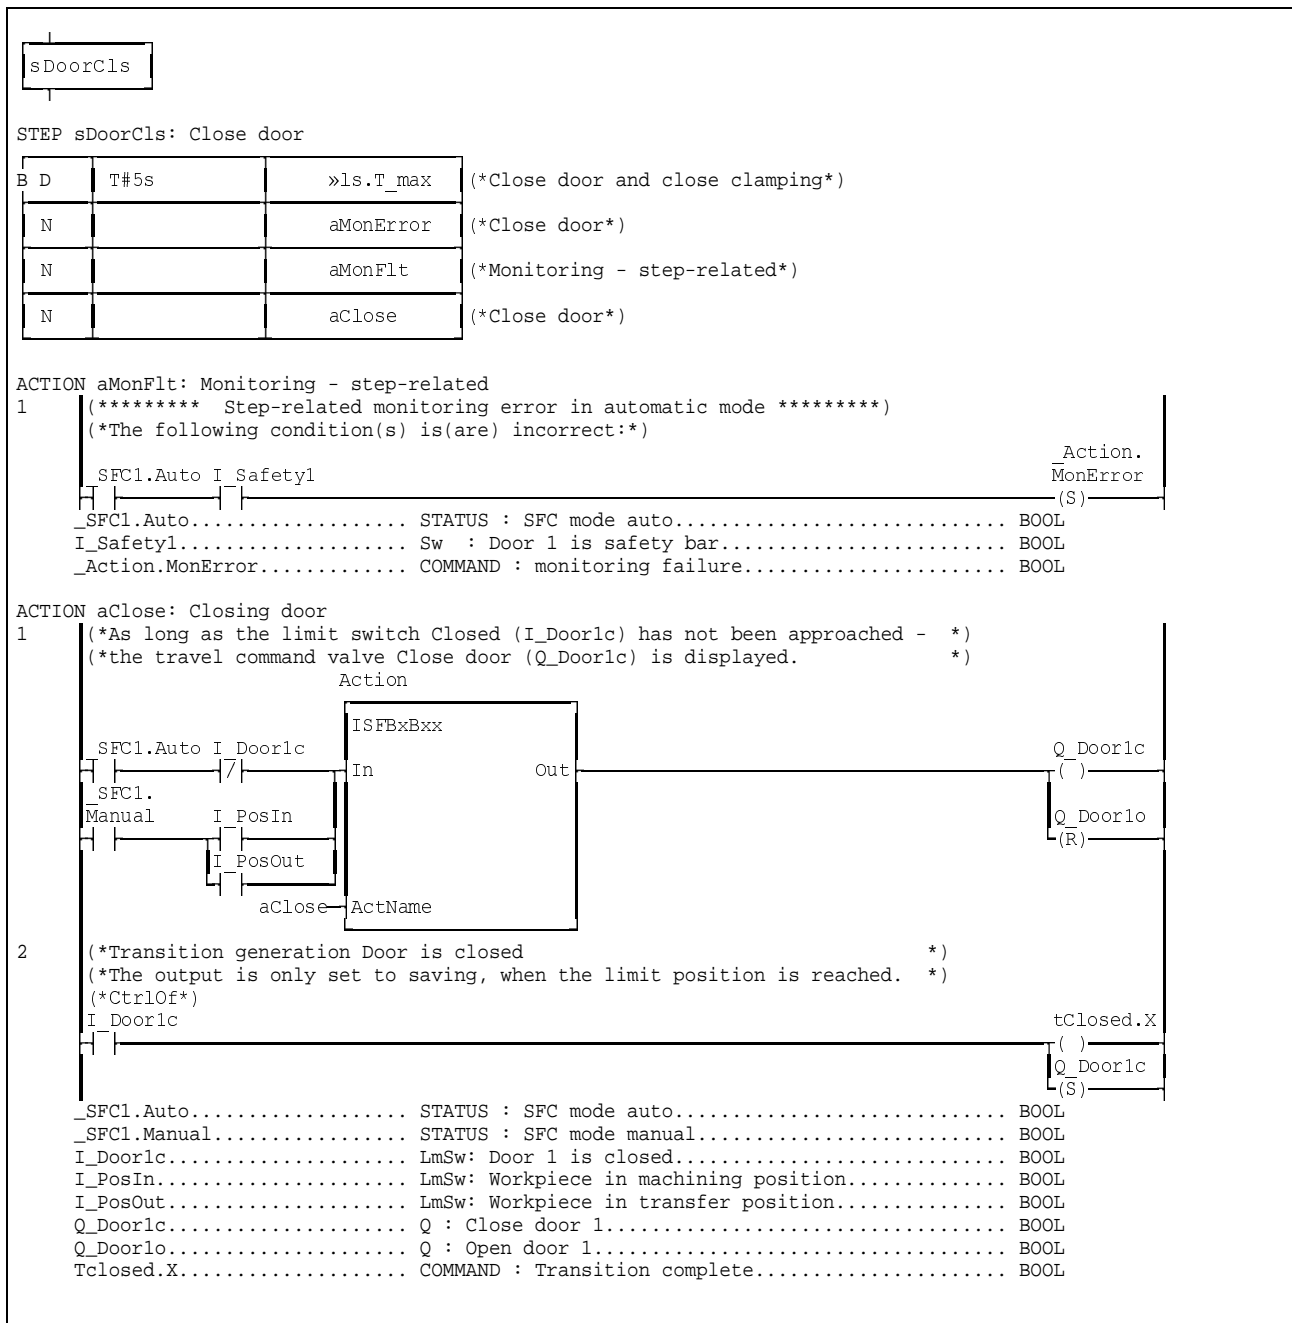 sDoorCls
STEP sDoorCls: Close door
B D T#5s »ls.T_max (*Close door and close clamping*)
N aMonError (*Close door*)
N aMonFlt (*Monitoring - step-related*)
N aClose (*Close door*)
ACTION aMonFlt: Monitoring - step-related
1 (********* Step-related monitoring error in automatic mode *********)
(*The following condition(s) is(are) incorrect:*)
_Action.
_SFC1.Auto I_Safety1 MonError
(S)
_SFC1.Auto................... STATUS : SFC mode auto............................. BOOL
I_Safety1.................... Sw : Door 1 is safety bar......................... BOOL
_Action.MonError............. COMMAND : monitoring failure....................... BOOL
ACTION aClose: Closing door
1 (*As long as the limit switch Closed (I_Door1c) has not been approached - *)
(*the travel command valve Close door (Q_Door1c) is displayed. *)
Action
ISFBxBxx
_SFC1.Auto I_Door1c Q_Door1c
/ In Out ( )
_SFC1.
Manual I_PosIn Q_Door1o
(R)
I_PosOut
aClose ActName
2 (*Transition generation Door is closed *)
(*The output is only set to saving, when the limit position is reached. *)
(*CtrlOf*)
I_Door1c tClosed.X
( )
Q_Door1c
(S)
_SFC1.Auto................... STATUS : SFC mode auto............................. BOOL
_SFC1.Manual................. STATUS : SFC mode manual........................... BOOL
I_Door1c..................... LmSw: Door 1 is closed............................. BOOL
I_PosIn...................... LmSw: Workpiece in machining position.............. BOOL
I_PosOut..................... LmSw: Workpiece in transfer position............... BOOL
Q_Door1c..................... Q : Close door 1................................... BOOL
Q_Door1o..................... Q : Open door 1.................................... BOOL
Tclosed.X.................... COMMAND : Transition complete...................... BOOL